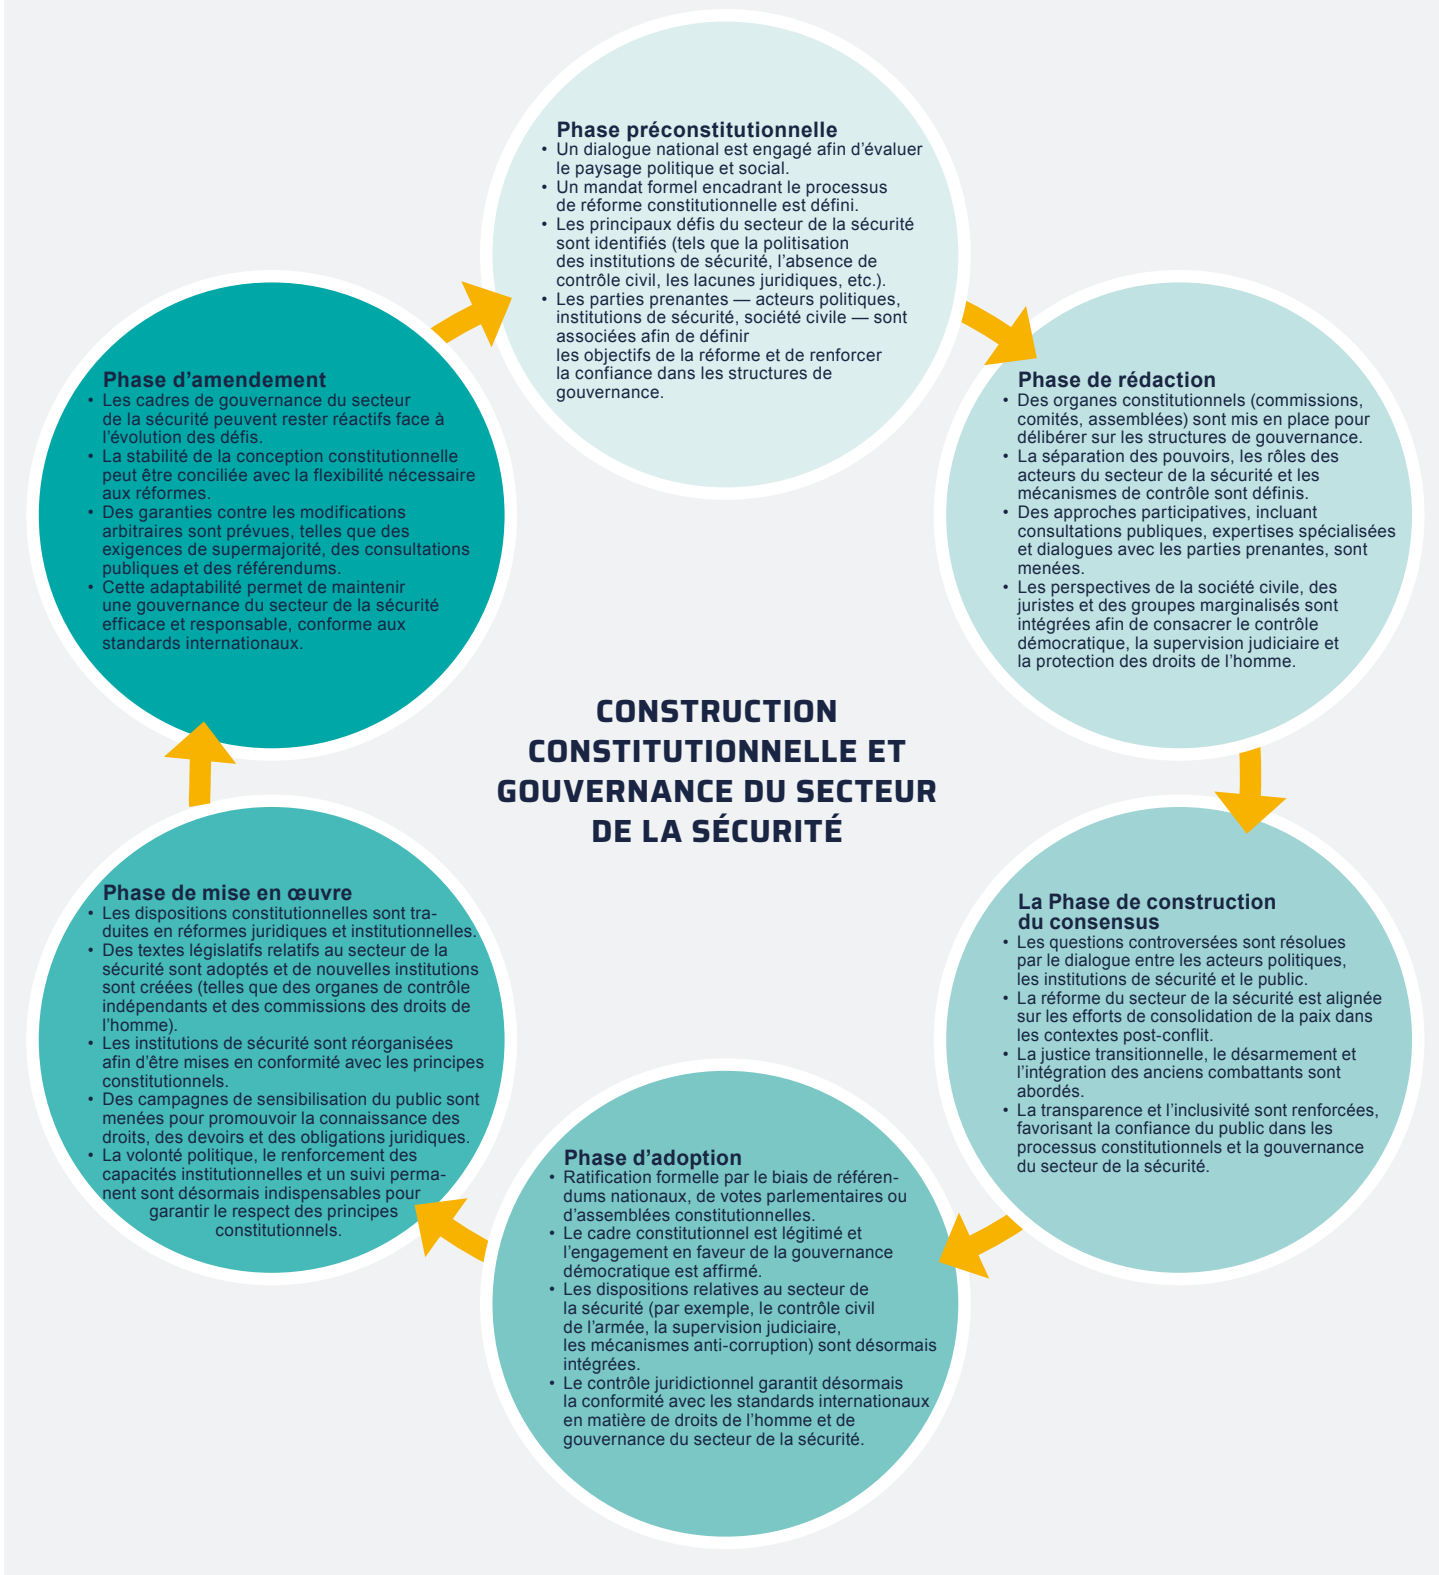 Phase préconstitutionnelle
• Un dialogue national est engagé afin d’évaluer
le paysage politique et social.
• Un mandat formel encadrant le processus
de réforme constitutionnelle est défini.
• Les principaux défis du secteur de la sécurité
sont identifiés (tels que la politisation
des institutions de sécurité, l’absence de
contrôle civil, les lacunes juridiques, etc.).
• Les parties prenantes — acteurs politiques,
institutions de sécurité, société civile — sont
associées afin de définir
les objectifs de la réforme et de renforcer
la confiance dans les structures de
gouvernance.
Phase de rédaction
• Des organes constitutionnels (commissions,
comités, assemblées) sont mis en place pour
délibérer sur les structures de gouvernance.
• La séparation des pouvoirs, les rôles des
acteurs du secteur de la sécurité et les
mécanismes de contrôle sont définis.
• Des approches participatives, incluant
consultations publiques, expertises spécialisées
et dialogues avec les parties prenantes, sont
menées.
• Les perspectives de la société civile, des
juristes et des groupes marginalisés sont
intégrées afin de consacrer le contrôle
démocratique, la supervision judiciaire et
la protection des droits de l’homme.
La Phase de construction
du consensus
• Les questions controversées sont résolues
par le dialogue entre les acteurs politiques,
les institutions de sécurité et le public.
• La réforme du secteur de la sécurité est alignée
sur les efforts de consolidation de la paix dans
les contextes post-conflit.
• La justice transitionnelle, le désarmement et
l’intégration des anciens combattants sont
abordés.
• La transparence et l’inclusivité sont renforcées,
favorisant la confiance du public dans les
processus constitutionnels et la gouvernance
du secteur de la sécurité.
Phase d’adoption
• Ratification formelle par le biais de référen-
dums nationaux, de votes parlementaires ou
d’assemblées constitutionnelles.
• Le cadre constitutionnel est légitimé et
l’engagement en faveur de la gouvernance
démocratique est affirmé.
• Les dispositions relatives au secteur de
la sécurité (par exemple, le contrôle civil
de l’armée, la supervision judiciaire,
les mécanismes anti-corruption) sont désormais
intégrées.
• Le contrôle juridictionnel garantit désormais
la conformité avec les standards internationaux
en matière de droits de l’homme et de
gouvernance du secteur de la sécurité.
Phase de mise en œuvre
• Les dispositions constitutionnelles sont tra-
duites en réformes juridiques et institutionnelles.
• Des textes législatifs relatifs au secteur de la
sécurité sont adoptés et de nouvelles institutions
sont créées (telles que des organes de contrôle
indépendants et des commissions des droits de
l’homme).
• Les institutions de sécurité sont réorganisées
afin d’être mises en conformité avec les principes
constitutionnels.
• Des campagnes de sensibilisation du public sont
menées pour promouvoir la connaissance des
droits, des devoirs et des obligations juridiques.
• La volonté politique, le renforcement des
capacités institutionnelles et un suivi perma-
nent sont désormais indispensables pour
garantir le respect des principes
constitutionnels.
Phase d’amendement
• Les cadres de gouvernance du secteur
de la sécurité peuvent rester réactifs face à
l’évolution des défis.
• La stabilité de la conception constitutionnelle
peut être conciliée avec la flexibilité nécessaire
aux réformes.
• Des garanties contre les modifications
arbitraires sont prévues, telles que des
exigences de supermajorité, des consultations
publiques et des référendums.
• Cette adaptabilité permet de maintenir
une gouvernance du secteur de la sécurité
efficace et responsable, conforme aux
standards internationaux.
CONSTRUCTION
CONSTITUTIONNELLE ET
GOUVERNANCE DU SECTEUR
DE LA SÉCURITÉ